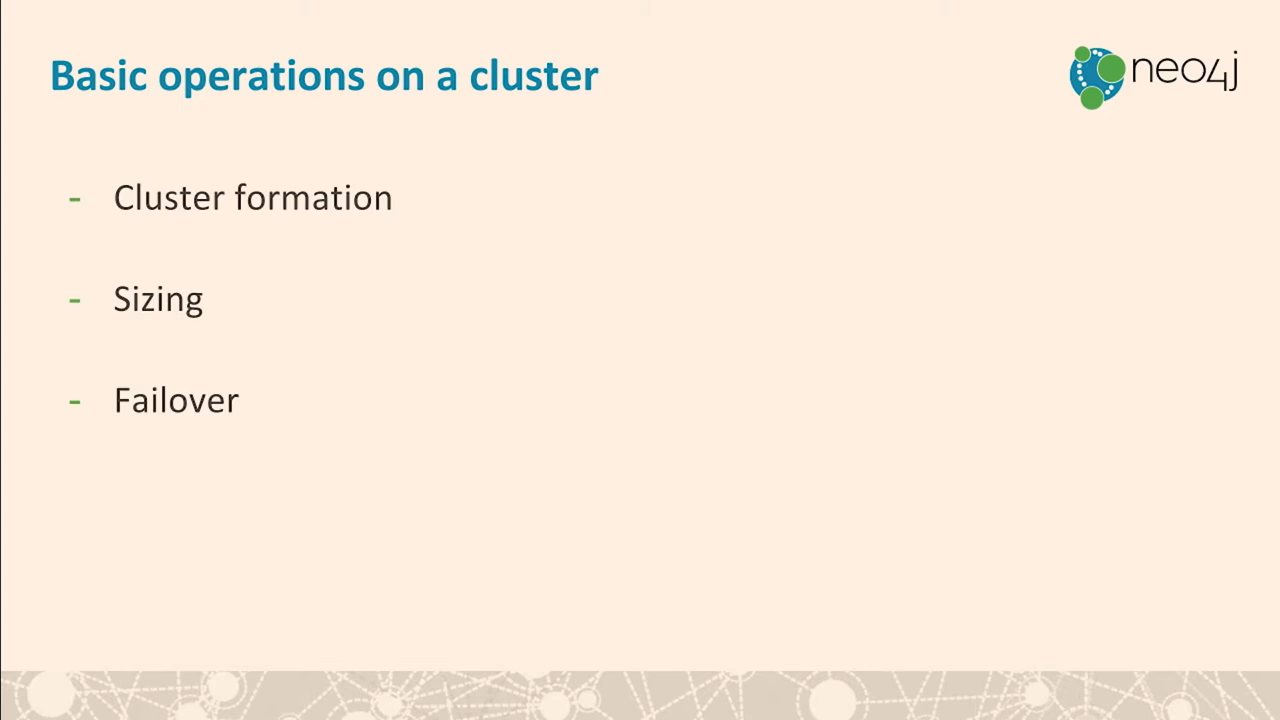 Basic operations on a cluster
neo4j
- Cluster formation
- Sizing
- Failover